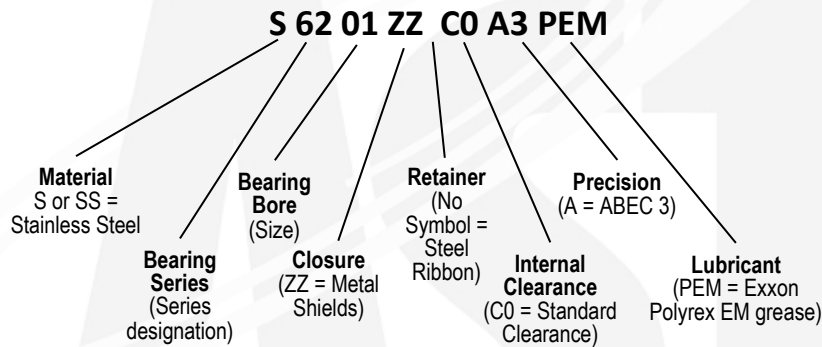 S 62 01 ZZ C0 A3 PEM
Material
S or SS =
Stainless Steel
Bearing
Series
(Series
designation)
Bearing
Bore
(Size)
Closure
(ZZ = Metal
Shields)
Retainer
(No
Symbol =
Steel
Ribbon)
Internal
Clearance
(C0 = Standard
Clearance)
Precision
(A = ABEC 3)
Lubricant
(PEM = Exxon
Polyrex EM grease)